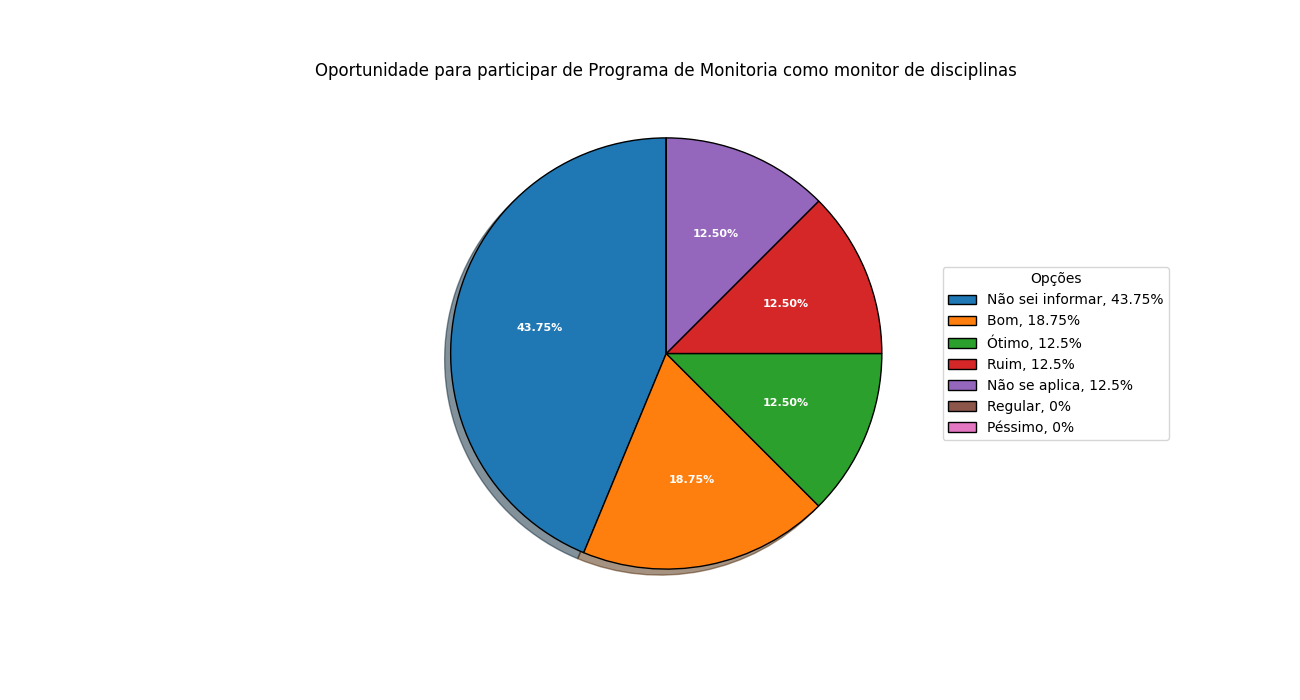 Oportunidade para participar de Programa de Monitoria como monitor de disciplinas
12.50%
12.50%
43.75%
12.50%
18.75%
Opções
Não sei informar, 43.75%
Bom, 18.75%
Ótimo, 12.5%
Ruim, 12.5%
Não se aplica, 12.5%
Regular, 0%
Péssimo, 0%